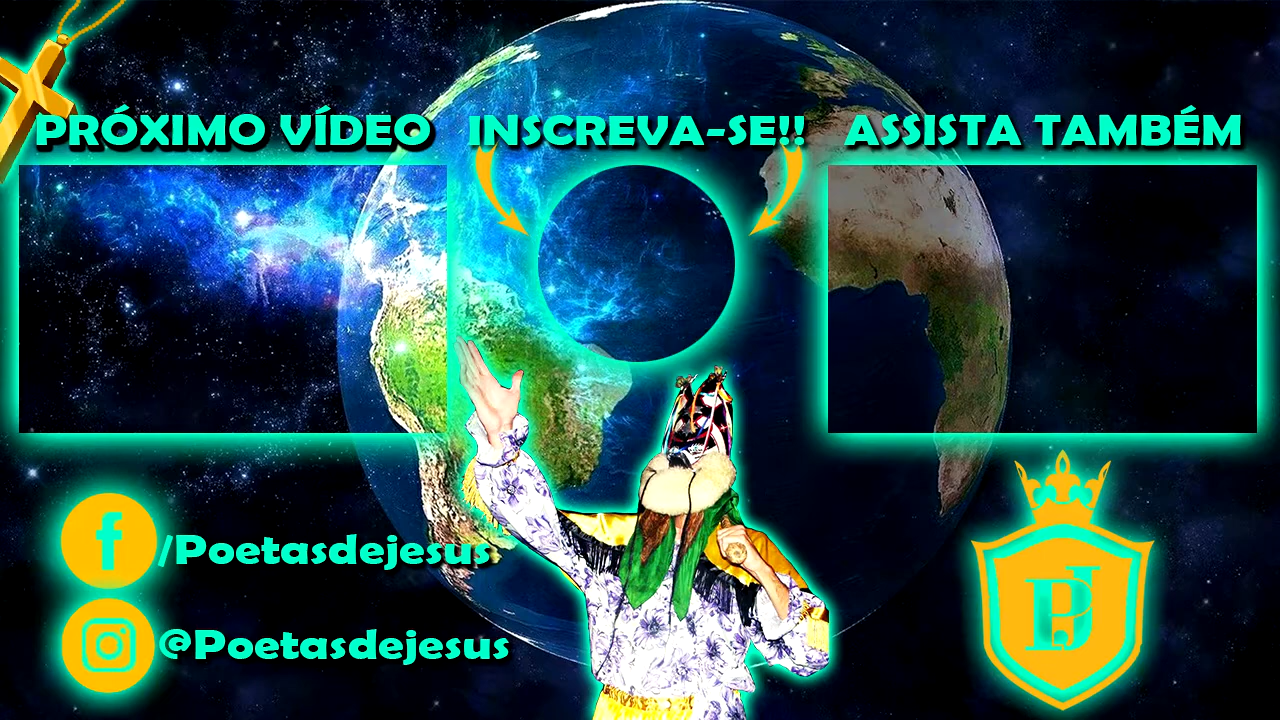 PRÓXIMO VÍDEO
INSCREVA-SE!!
ASSISTA TAMBÉM
/Poetasdejesus
@Poetasdejesus
PJ